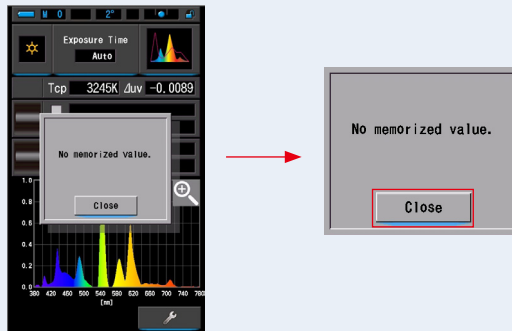 M 0 2°
Exposure Time
Auto
Tcp 3245K ⊿uv -0.0089
No memorized value.
Close
1.0
0.8
0.6
0.4
0.2
0.0
380 420 460 500 540 580 620 660 700 740 780
[nm]
No memorized value.
Close